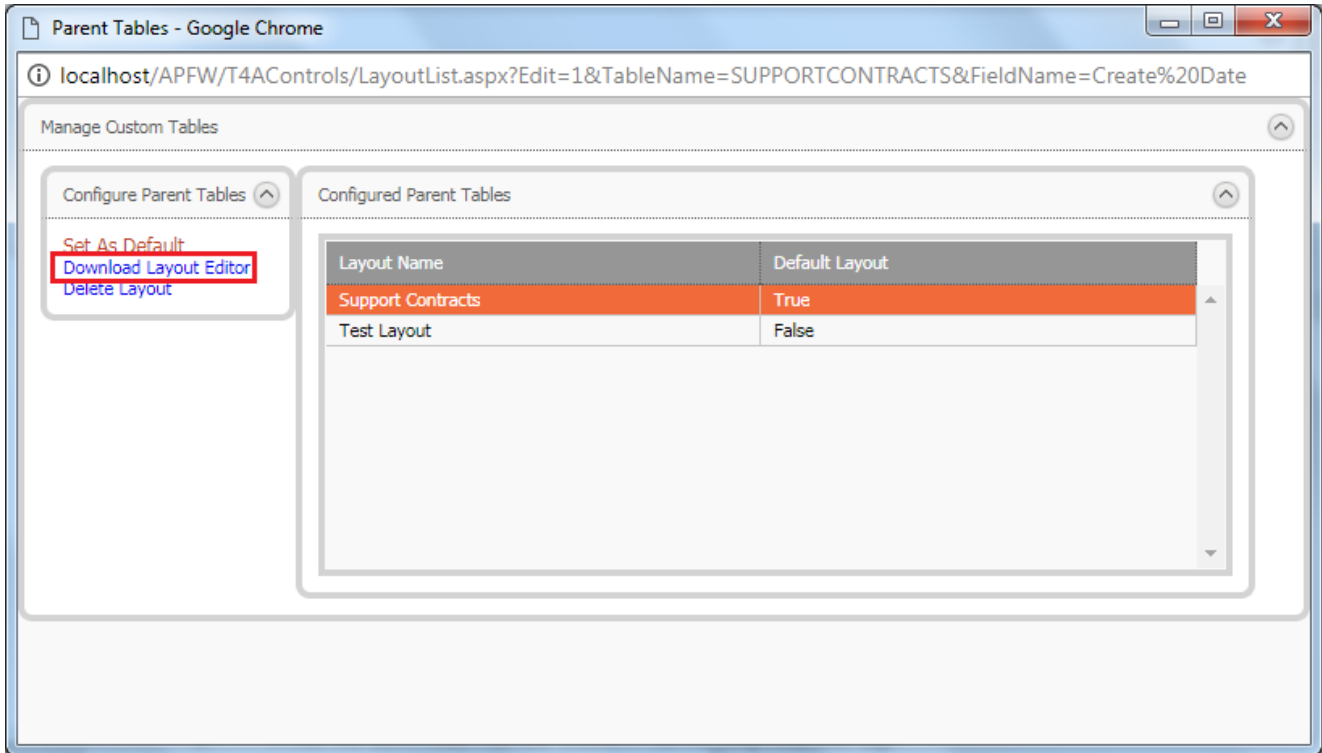 Parent Tables - Google Chrome
localhost/APFW/T4AControls/LayoutList.aspx?Edit=1&TableName=SUPPORTCONTRACTS&FieldName=Create%20Date
Manage Custom Tables
Configure Parent Tables
Set As Default
Download Layout Editor
Delete Layout
Configured Parent Tables
Layout Name Default Layout
Support Contracts True
Test Layout False